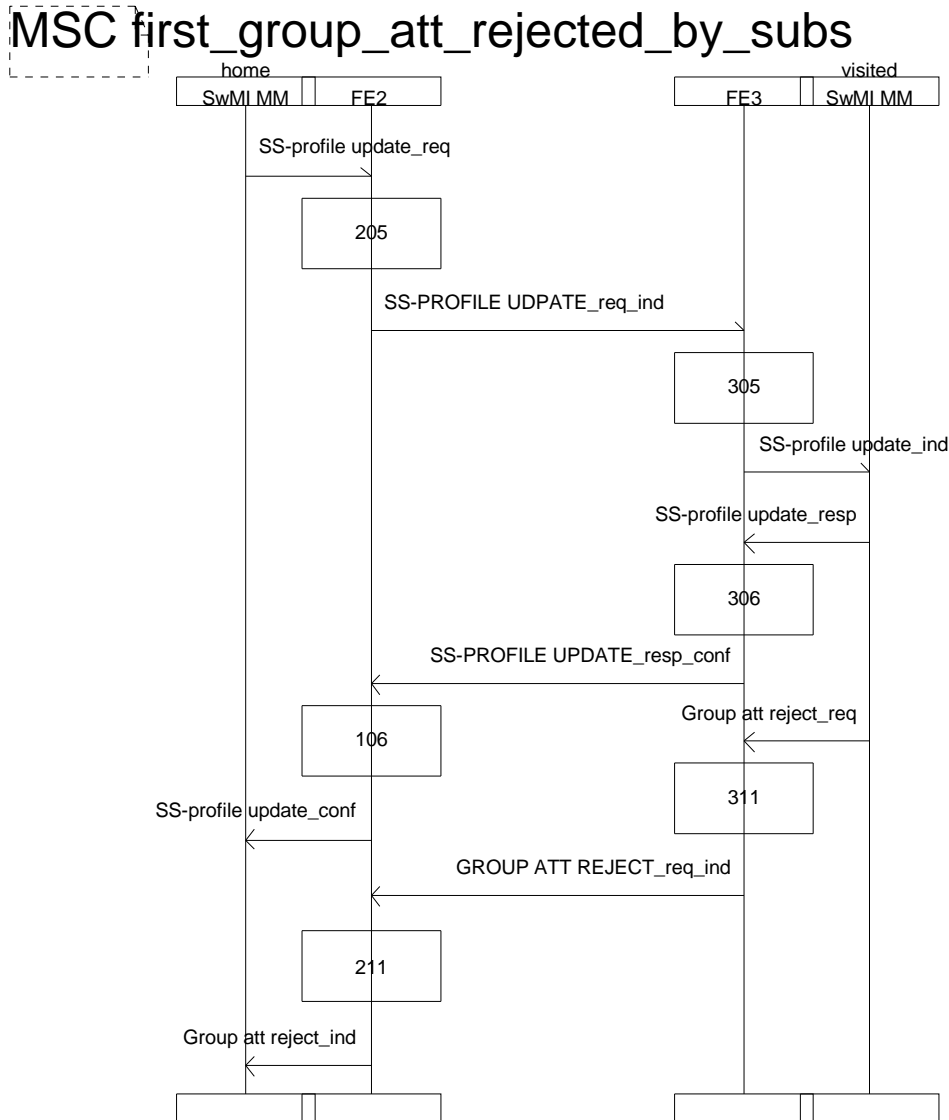 MSC first_group_att_rejected_by_subs
home
visited
SwMI MM
FE2
FE3
SwMI MM
SS-profile update_req
205
SS-PROFILE UDPATE_req_ind
305
SS-profile update_ind
SS-profile update_resp
306
SS-PROFILE UPDATE_resp_conf
Group att reject_req
106
311
SS-profile update_conf
GROUP ATT REJECT_req_ind
211
Group att reject_ind